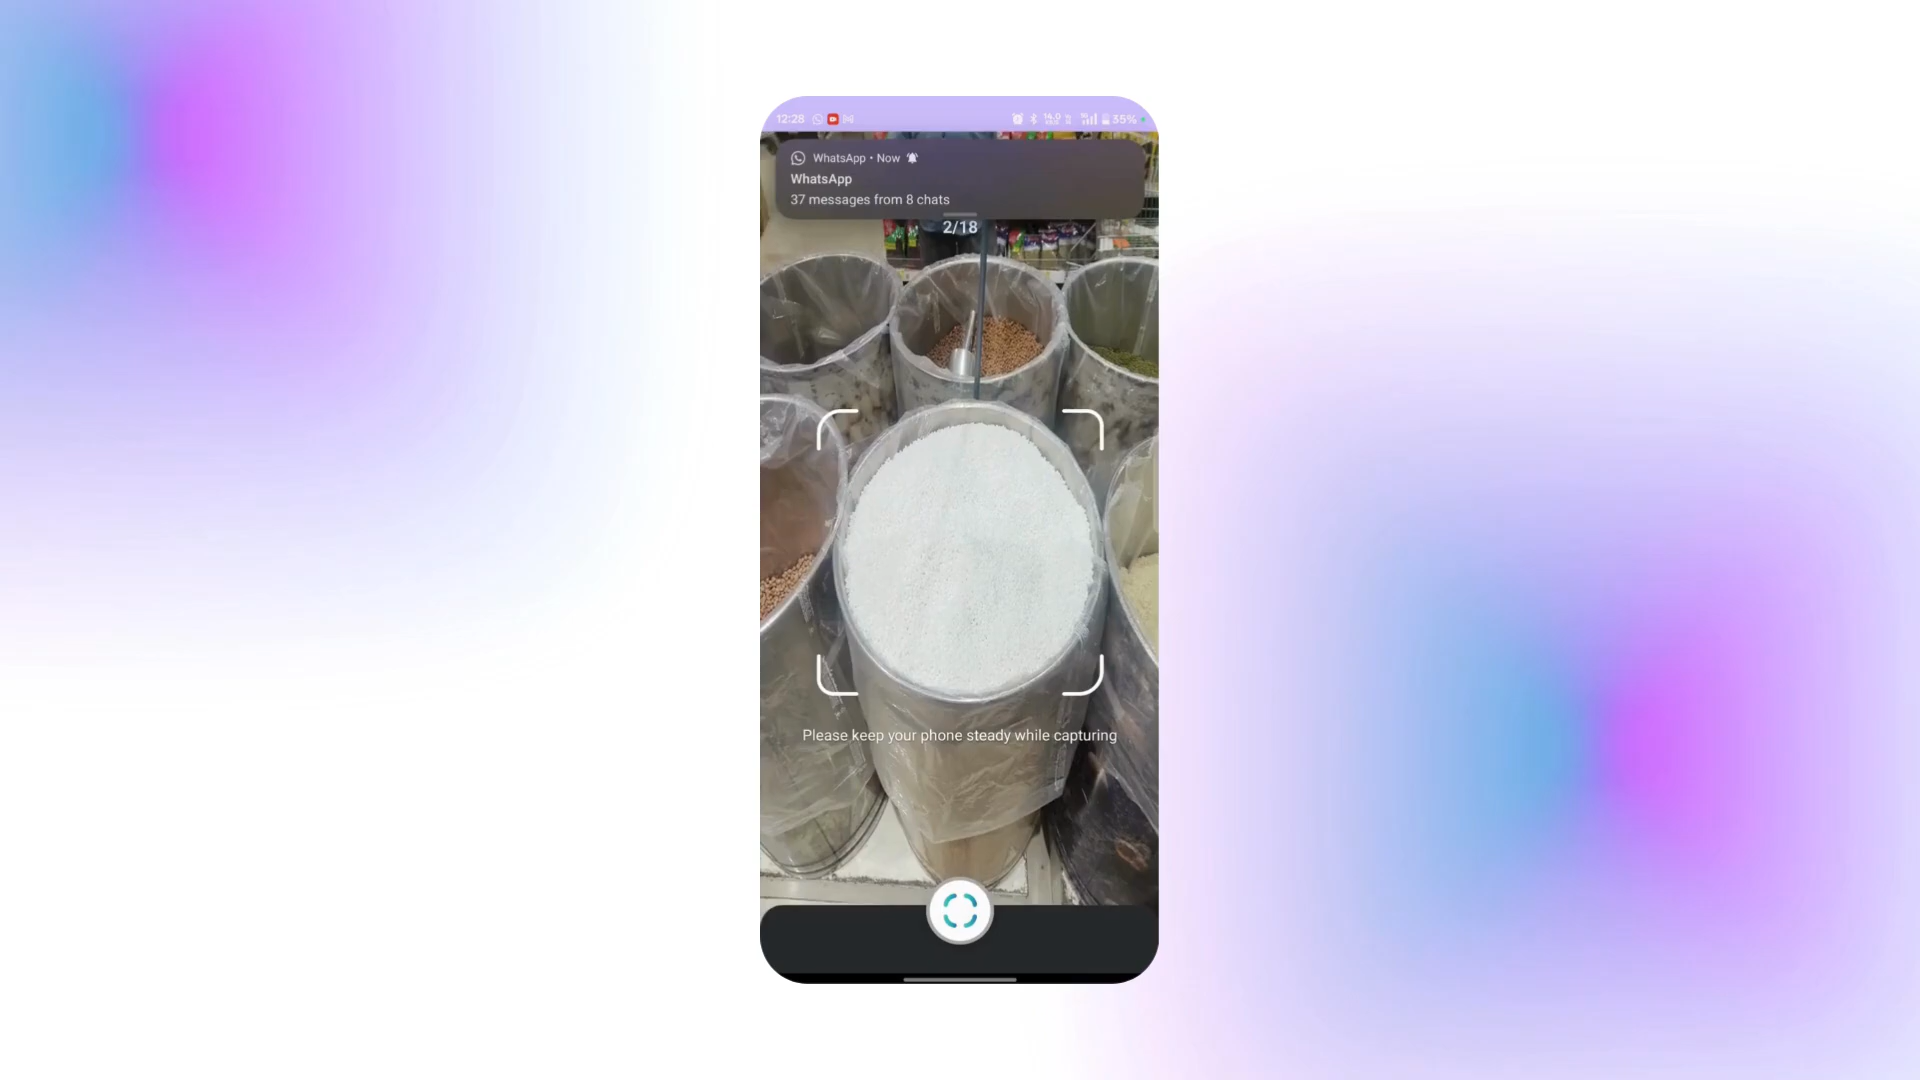 12:28
35%
WhatsApp • Now
WhatsApp
37 messages from 8 chats
2/18
Please keep your phone steady while capturing